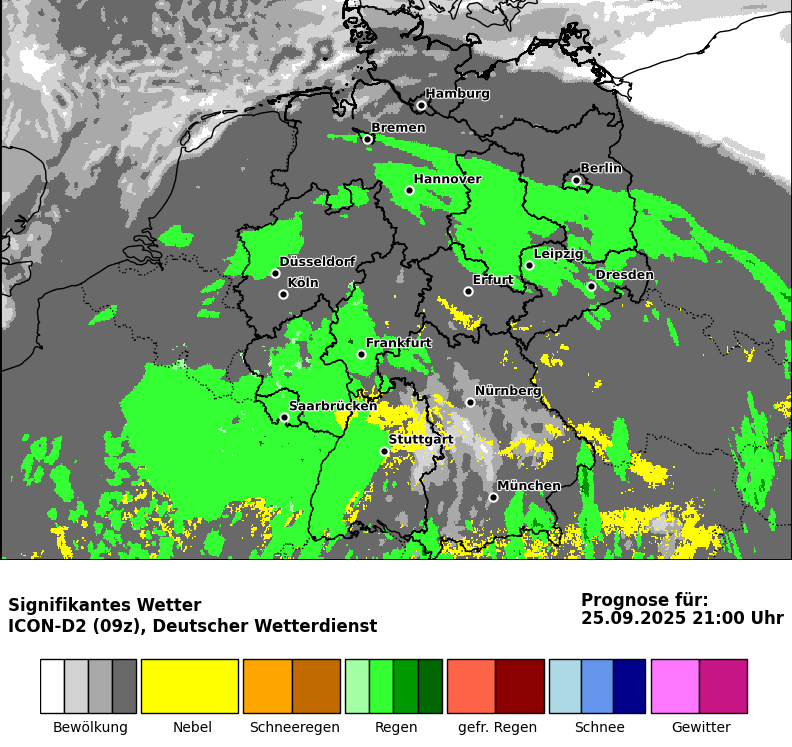 Hamburg
Bremen
Berlin
Hannover
Düsseldorf
Leipzig
Köln
Erfurt
Dresden
Frankfurt
Nürnberg
Saarbrücken
Stuttgart
München
Signifikantes Wetter
ICON-D2 (09z), Deutscher Wetterdienst
Prognose für:
25.09.2025 21:00 Uhr
Bewölkung Nebel Schneeregen Regen gefr. Regen Schnee Gewitter